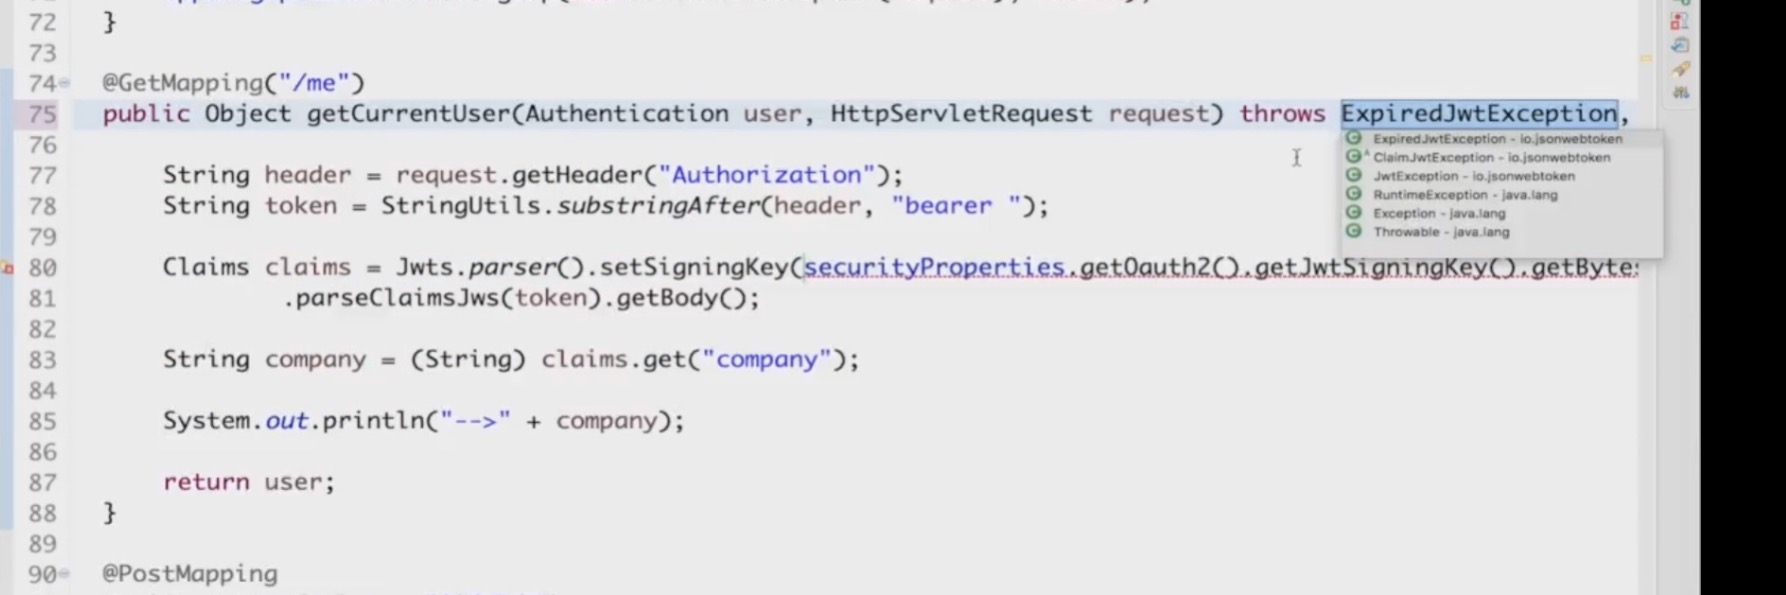 72 }
73
74 @GetMapping("/me")
75 public Object getCurrentUser(Authentication user, HttpServletRequest request) throws ExpiredJwtException,
76
ExpiredJwtException - io.jsonwebtoken
ClaimJwtException - io.jsonwebtoken
JwtException - io.jsonwebtoken
RuntimeException - java.lang
Exception - java.lang
Throwable - java.lang
77 String header = request.getHeader("Authorization");
78 String token = StringUtils.substringAfter(header, "bearer ");
79
80 Claims claims = Jwts.parser().setSigningKey(securityProperties.getOauth2().getJwtSigningKey().getByte
81 .parseClaimsJws(token).getBody();
82
83 String company = (String) claims.get("company");
84
85 System.out.println("-->" + company);
86
87 return user;
88 }
89
90 @PostMapping